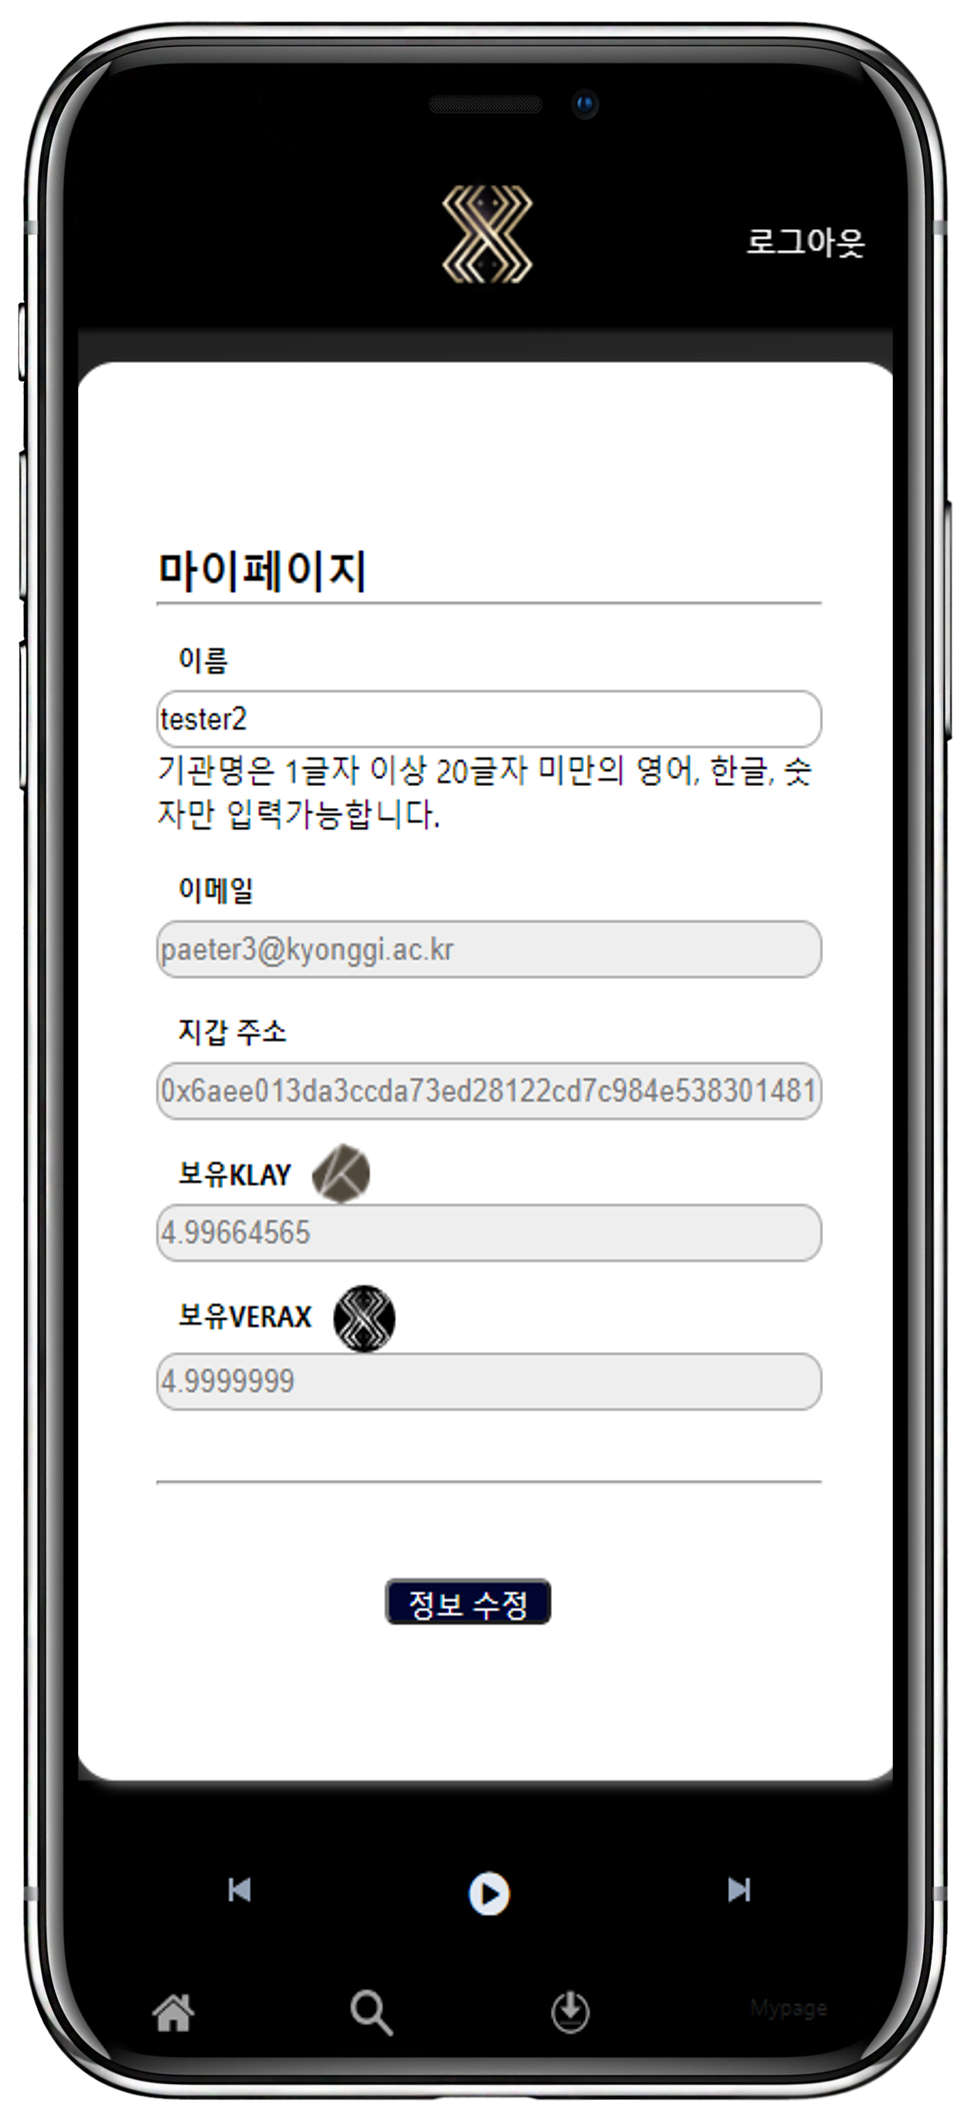 로그아웃
마이페이지
이름
tester2
기관명은 1글자 이상 20글자 미만의 영어, 한글, 숫
자만 입력가능합니다.
이메일
paeter3@kyonggi.ac.kr
지갑 주소
0x6aee013da3ccda73ed28122cd7c984e538301481
보유KLAY
4.99664565
보유VERAX
4.9999999
정보 수정
Mypage